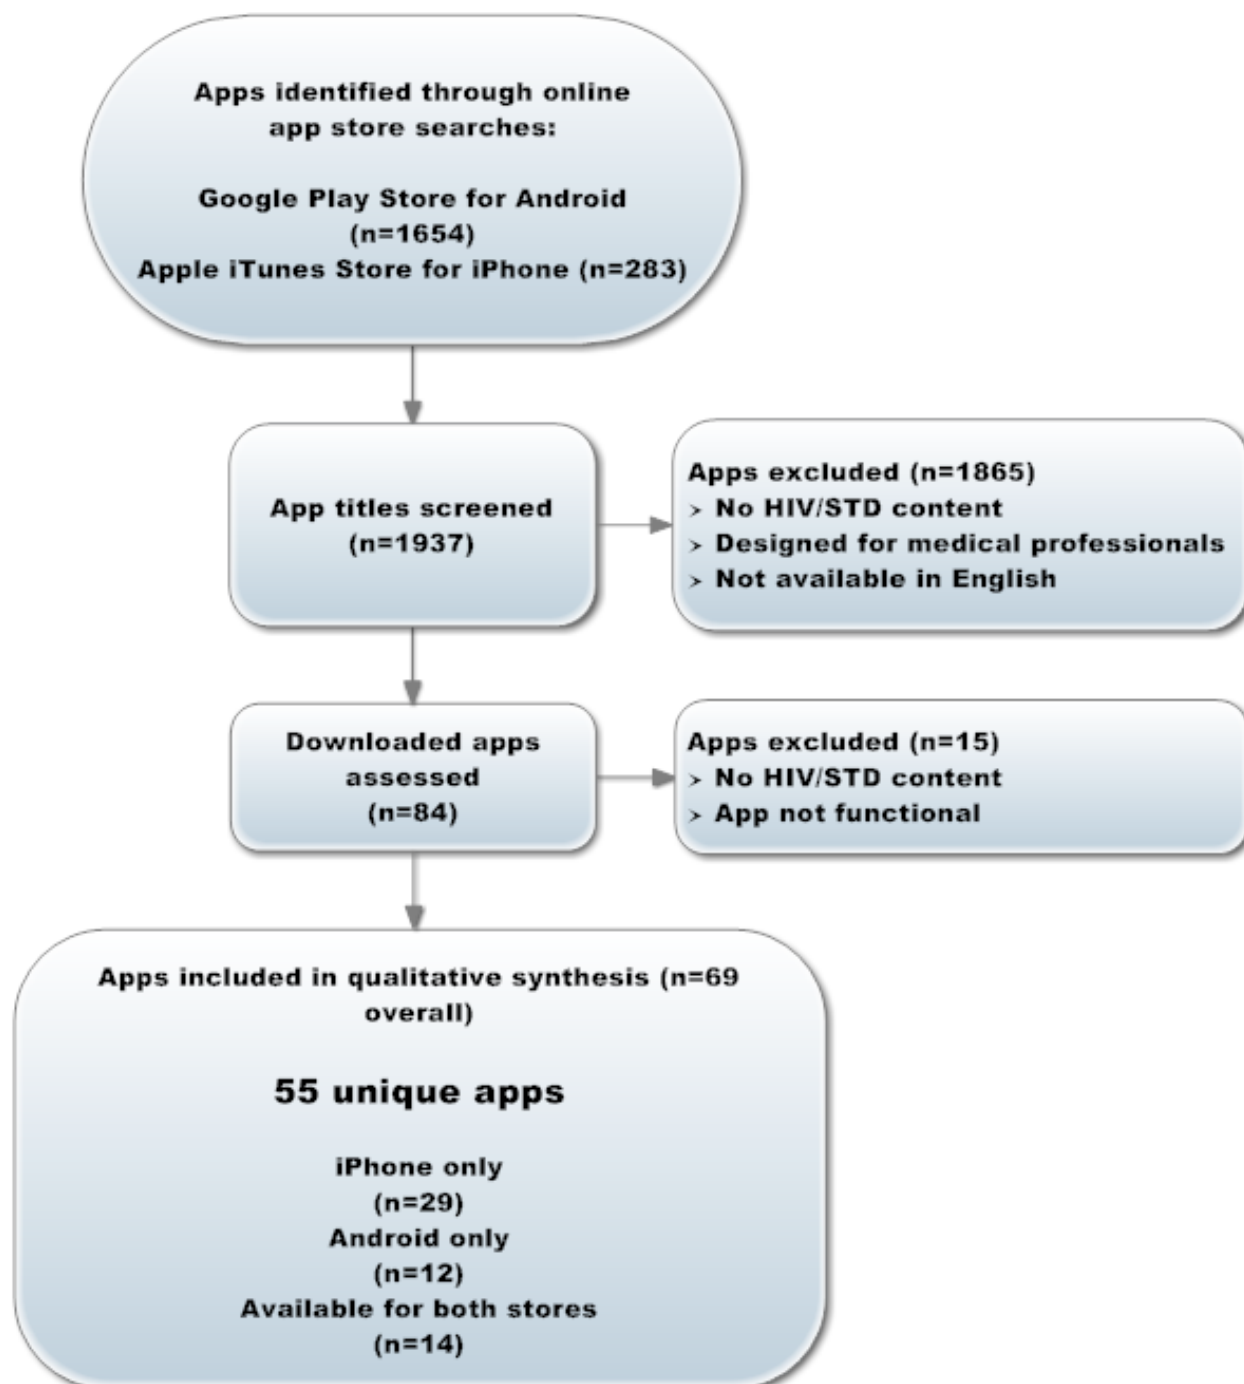 Apps identified through online
app store searches:
Google Play Store for Android
(n=1654)
Apple iTunes Store for iPhone (n=283)
App titles screened
(n=1937)
Apps excluded (n=1865)
➢ No HIV/STD content
➢ Designed for medical professionals
➢ Not available in English
Downloaded apps
assessed
(n=84)
Apps excluded (n=15)
➢ No HIV/STD content
➢ App not functional
Apps included in qualitative synthesis (n=69
overall)
55 unique apps
iPhone only
(n=29)
Android only
(n=12)
Available for both stores
(n=14)